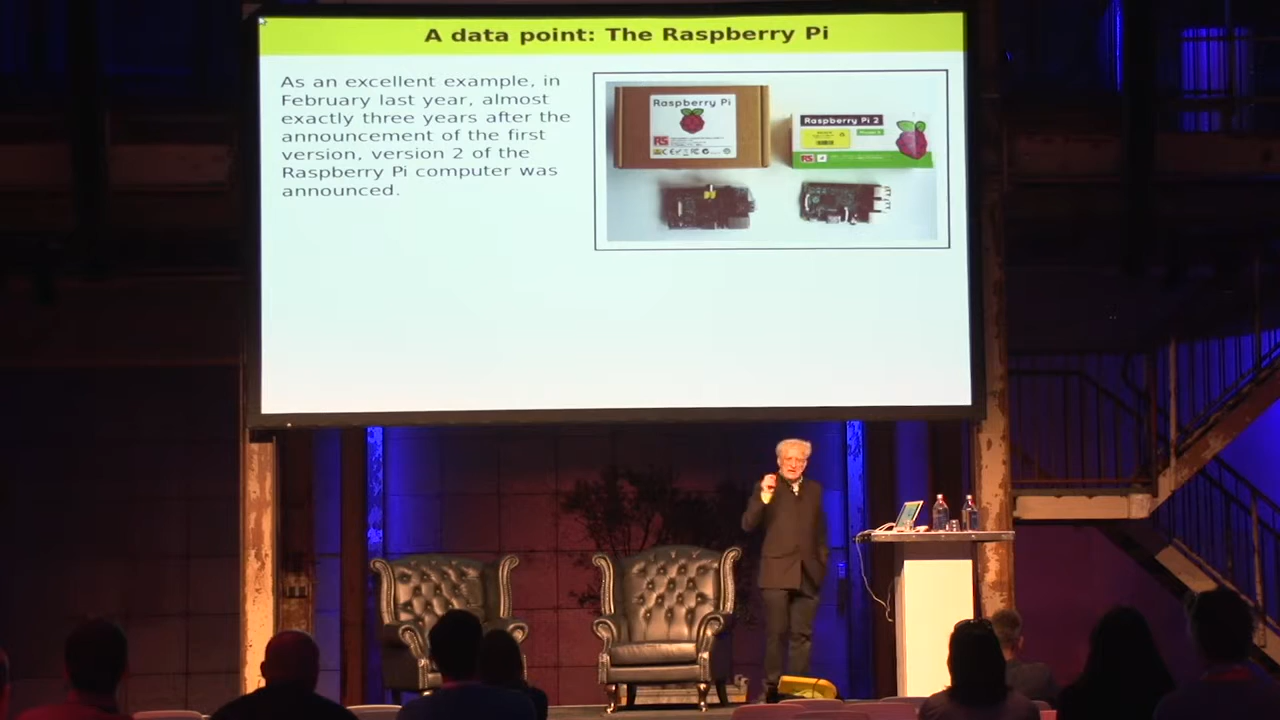 A data point: The Raspberry Pi
As an excellent example, in
February last year, almost
exactly three years after the
announcement of the first
version, version 2 of the
Raspberry Pi computer was
announced.
Raspberry Pi
RS
Raspberry Pi 2
RS